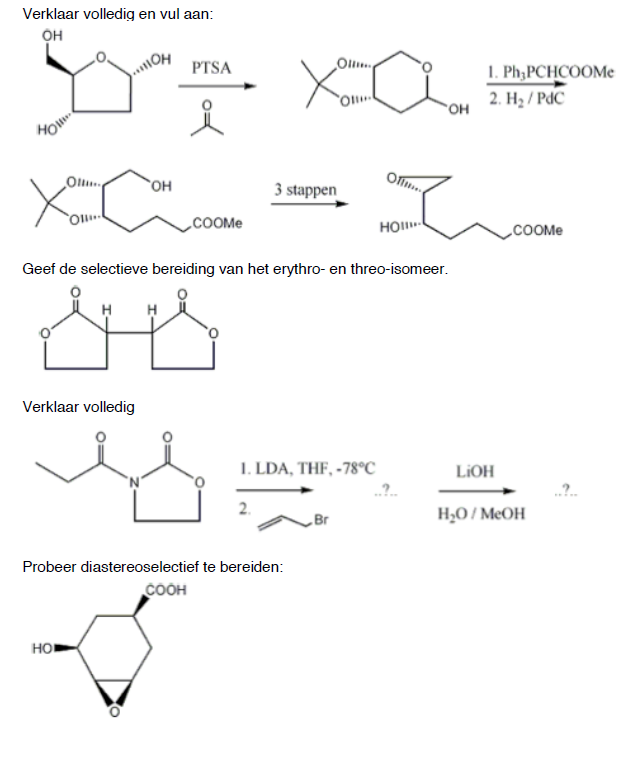 Verklaar volledig en vul aan:
OH
O
OH
HO
PTSA
O
O
O
O
OH
1. Ph3PCHCOOMe
2. H2 / PdC
O
O
OH
COOMe
3 stappen
O
HO
COOMe
Geef de selectieve bereiding van het erythro- en threo-isomeer.
O
O
H
H
O
O
Verklaar volledig
O
O
N
O
1. LDA, THF, -78°C
2.
Br
..?..
LiOH
H2O / MeOH
..?..
Probeer diastereoselectief te bereiden:
COOH
HO
O